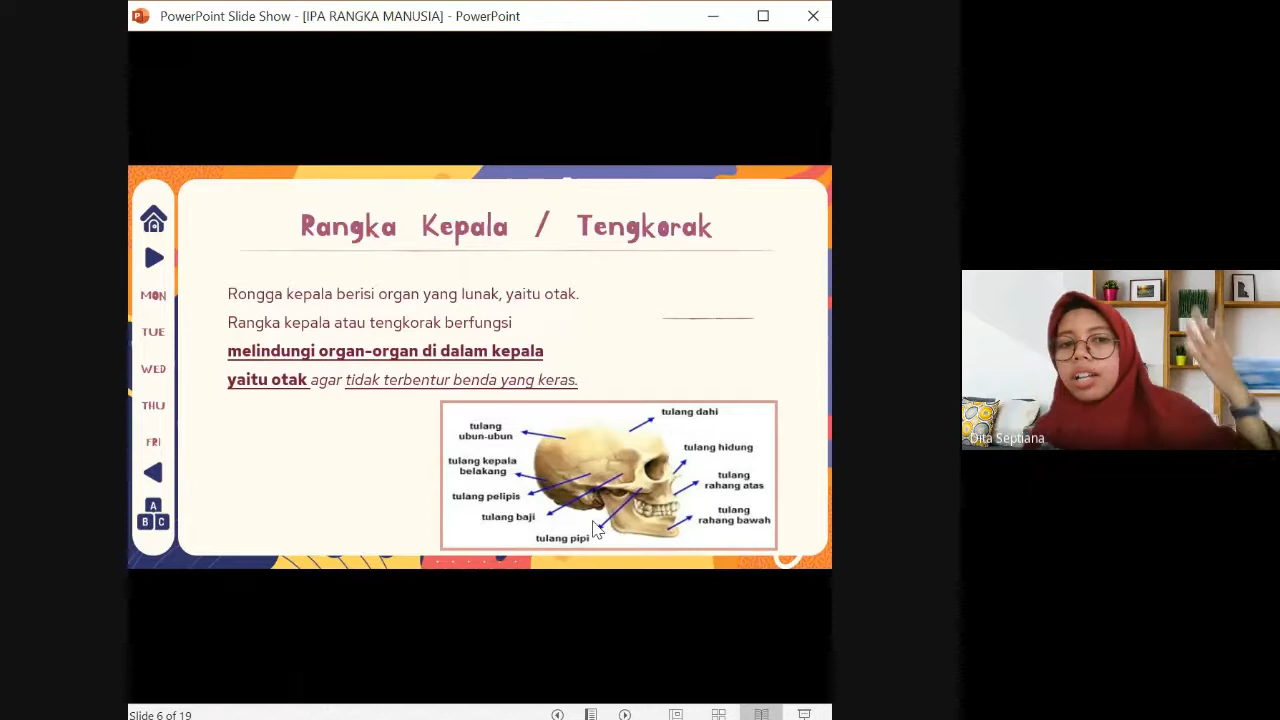 PowerPoint Slide Show - [IPA RANGKA MANUSIA] - PowerPoint
Rangka Kepala / Tengkorak
MON
TUE
WED
THU
FRI
A
B C
Rongga kepala berisi organ yang lunak, yaitu otak.
Rangka kepala atau tengkorak berfungsi
melindungi organ-organ di dalam kepala
yaitu otak agar tidak terbentur benda yang keras.
tulang
ubun-ubun
tulang kepala
belakang
tulang pelipis
tulang baji
tulang pipi
tulang dahi
tulang hidung
tulang
rahang atas
tulang
rahang bawah
Dita Septiana
Slide 6 of 19